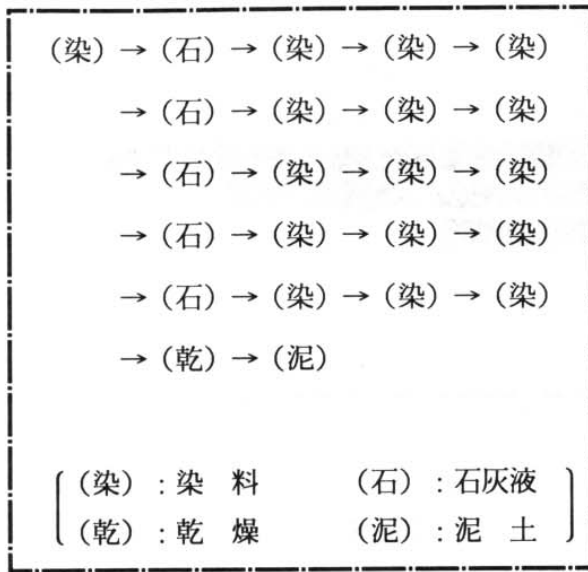 (染) → (石) → (染) → (染) → (染)
→ (石) → (染) → (染) → (染)
→ (石) → (染) → (染) → (染)
→ (石) → (染) → (染) → (染)
→ (石) → (染) → (染) → (染)
→ (乾) → (泥)
(染) : 染 料 (石) : 石灰液
(乾) : 乾 燥 (泥) : 泥 土